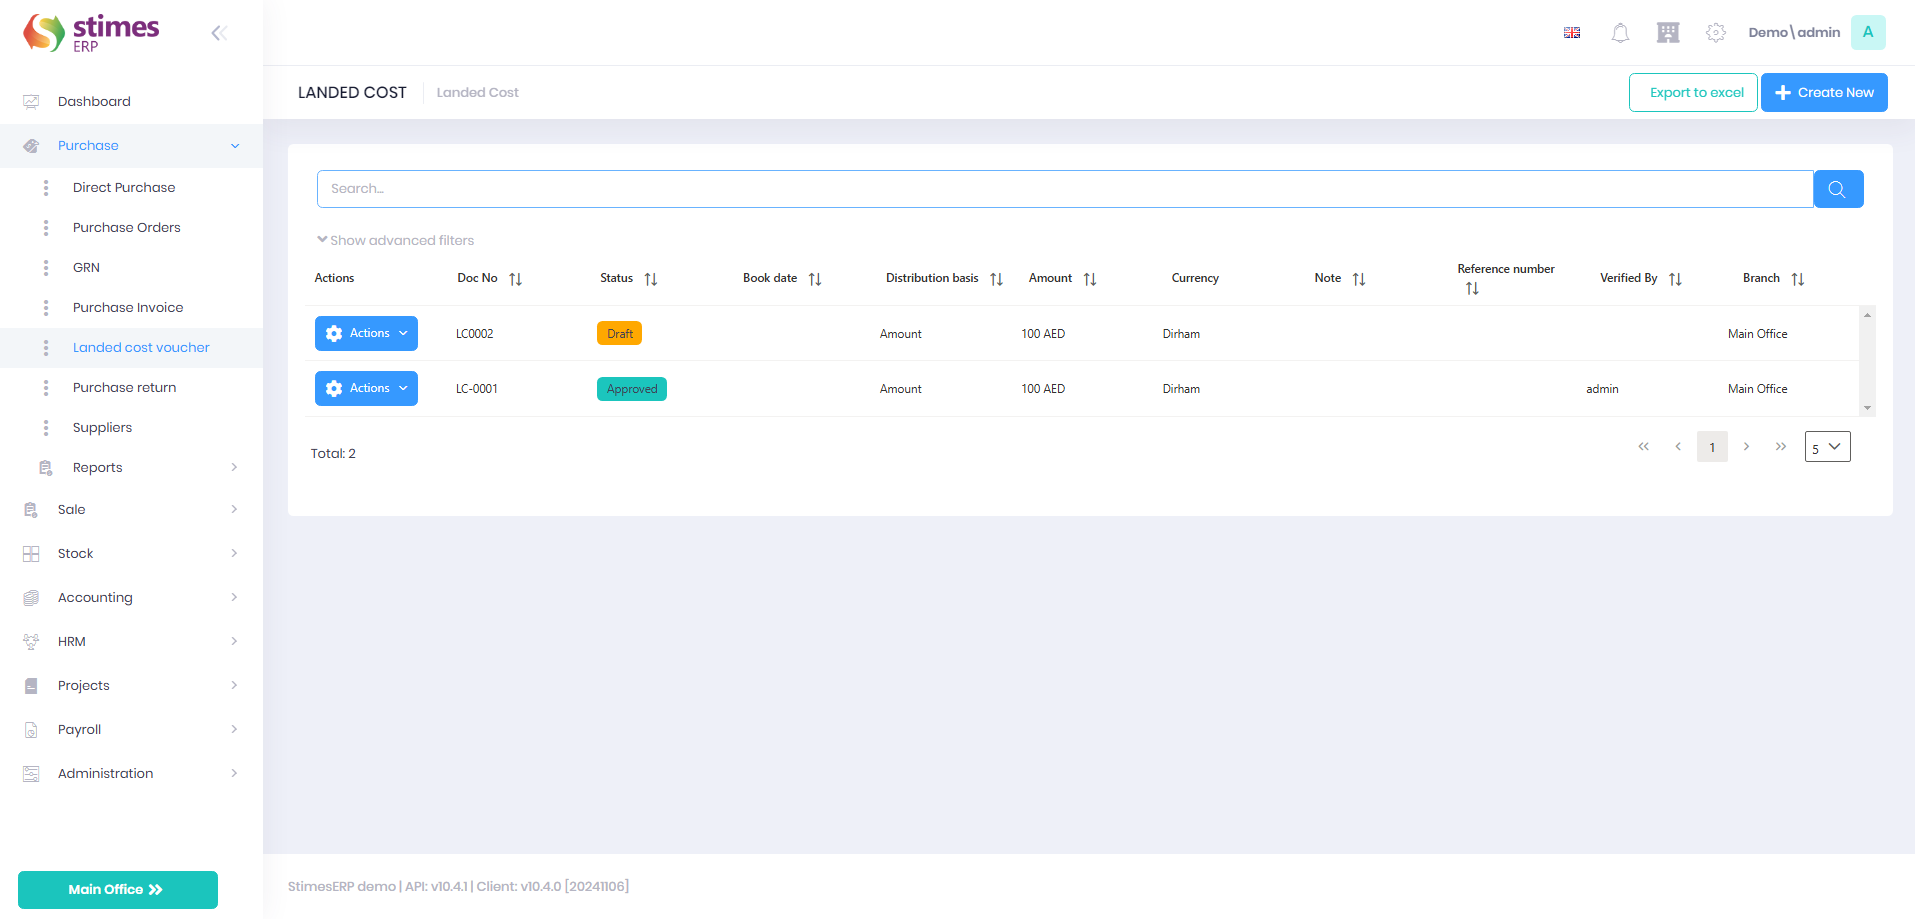 stimes
ERP
Demo\admin
A
LANDED COST
Landed Cost
Export to excel
Create New
Dashboard
Purchase
Direct Purchase
Purchase Orders
GRN
Purchase Invoice
Landed cost voucher
Purchase return
Suppliers
Reports
Sale
Stock
Accounting
HRM
Projects
Payroll
Administration
Main Office
Search...
Show advanced filters
Actions Doc No Status Book date Distribution basis Amount Currency Note Reference number Verified By Branch
Actions LC0002 Draft Amount 100 AED Dirham Main Office
Actions LC-0001 Approved Amount 100 AED Dirham admin Main Office
Total: 2
1
5
StimesERP demo | API: v10.4.1 | Client: v10.4.0 [20241106]